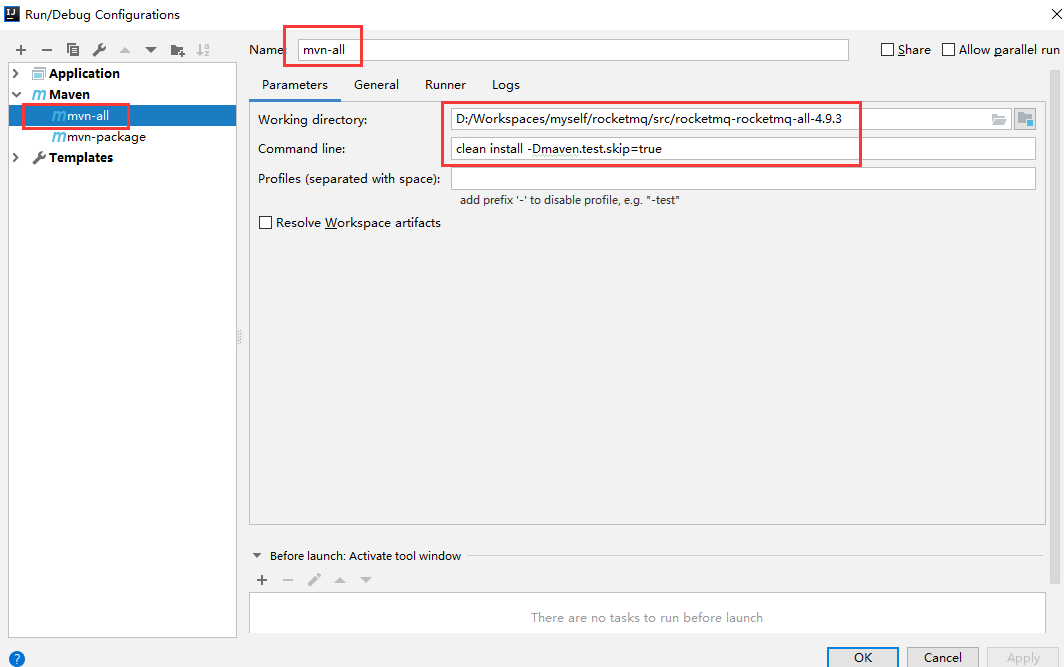 Run/Debug Configurations
Name: mvn-all Share Allow parallel run
Application
Maven
mvn-all
mvn-package
Templates
Parameters General Runner Logs
Working directory: D:/Workspaces/myself/rocketmq/src/rocketmq-rocketmq-all-4.9.3
Command line: clean install -Dmaven.test.skip=true
Profiles (separated with space):
add prefix '-' to disable profile, e.g. "-test"
Resolve Workspace artifacts
Before launch: Activate tool window
There are no tasks to run before launch
? OK Cancel Apply